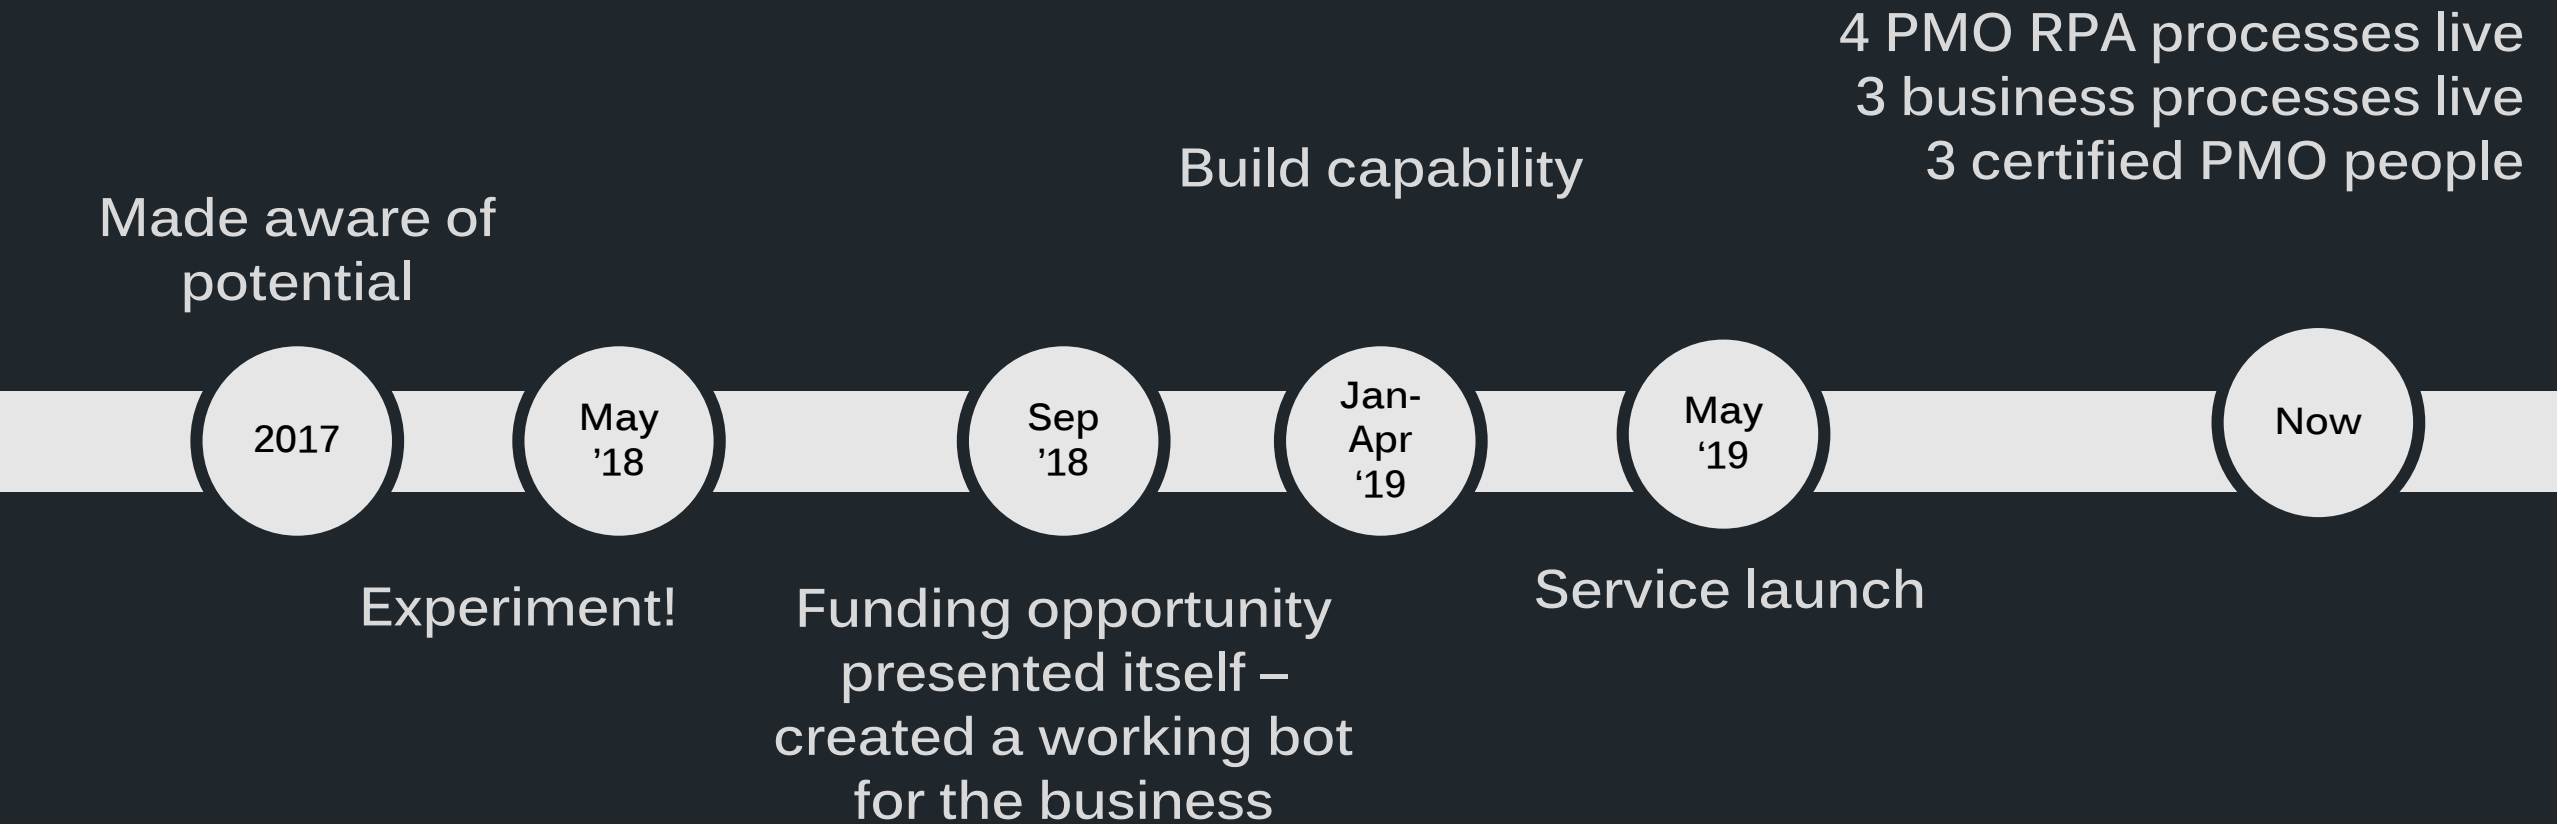 4 PMO RPA processes live
3 business processes live
3 certified PMO people
Build capability
Made aware of
potential
2017
May
’18
Sep
’18
Jan-
Apr
‘19
May
‘19
Now
Experiment!
Funding opportunity
presented itself –
created a working bot
for the business
Service launch